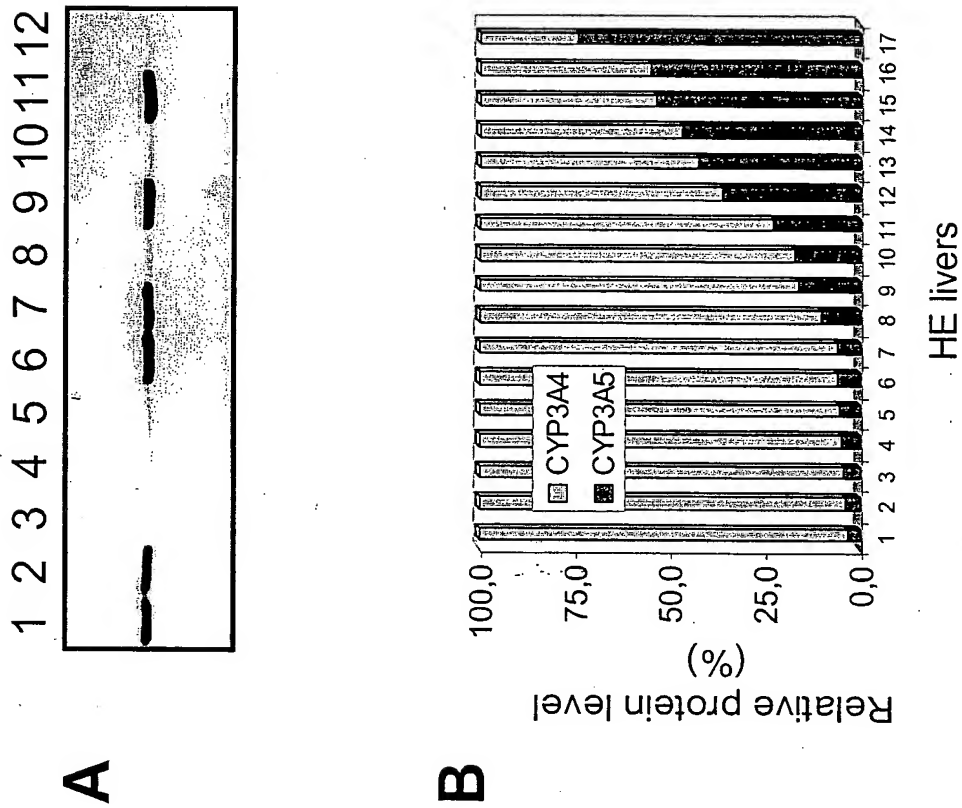 A
1 2 3 4 5 6 7 8 9 10 11 12
B
Relative protein level
(%)
100,0
75,0
50,0
25,0
0,0
CYP3A4
CYP3A5
1 2 3 4 5 6 7 8 9 10 11 12 13 14 15 16 17
HE livers